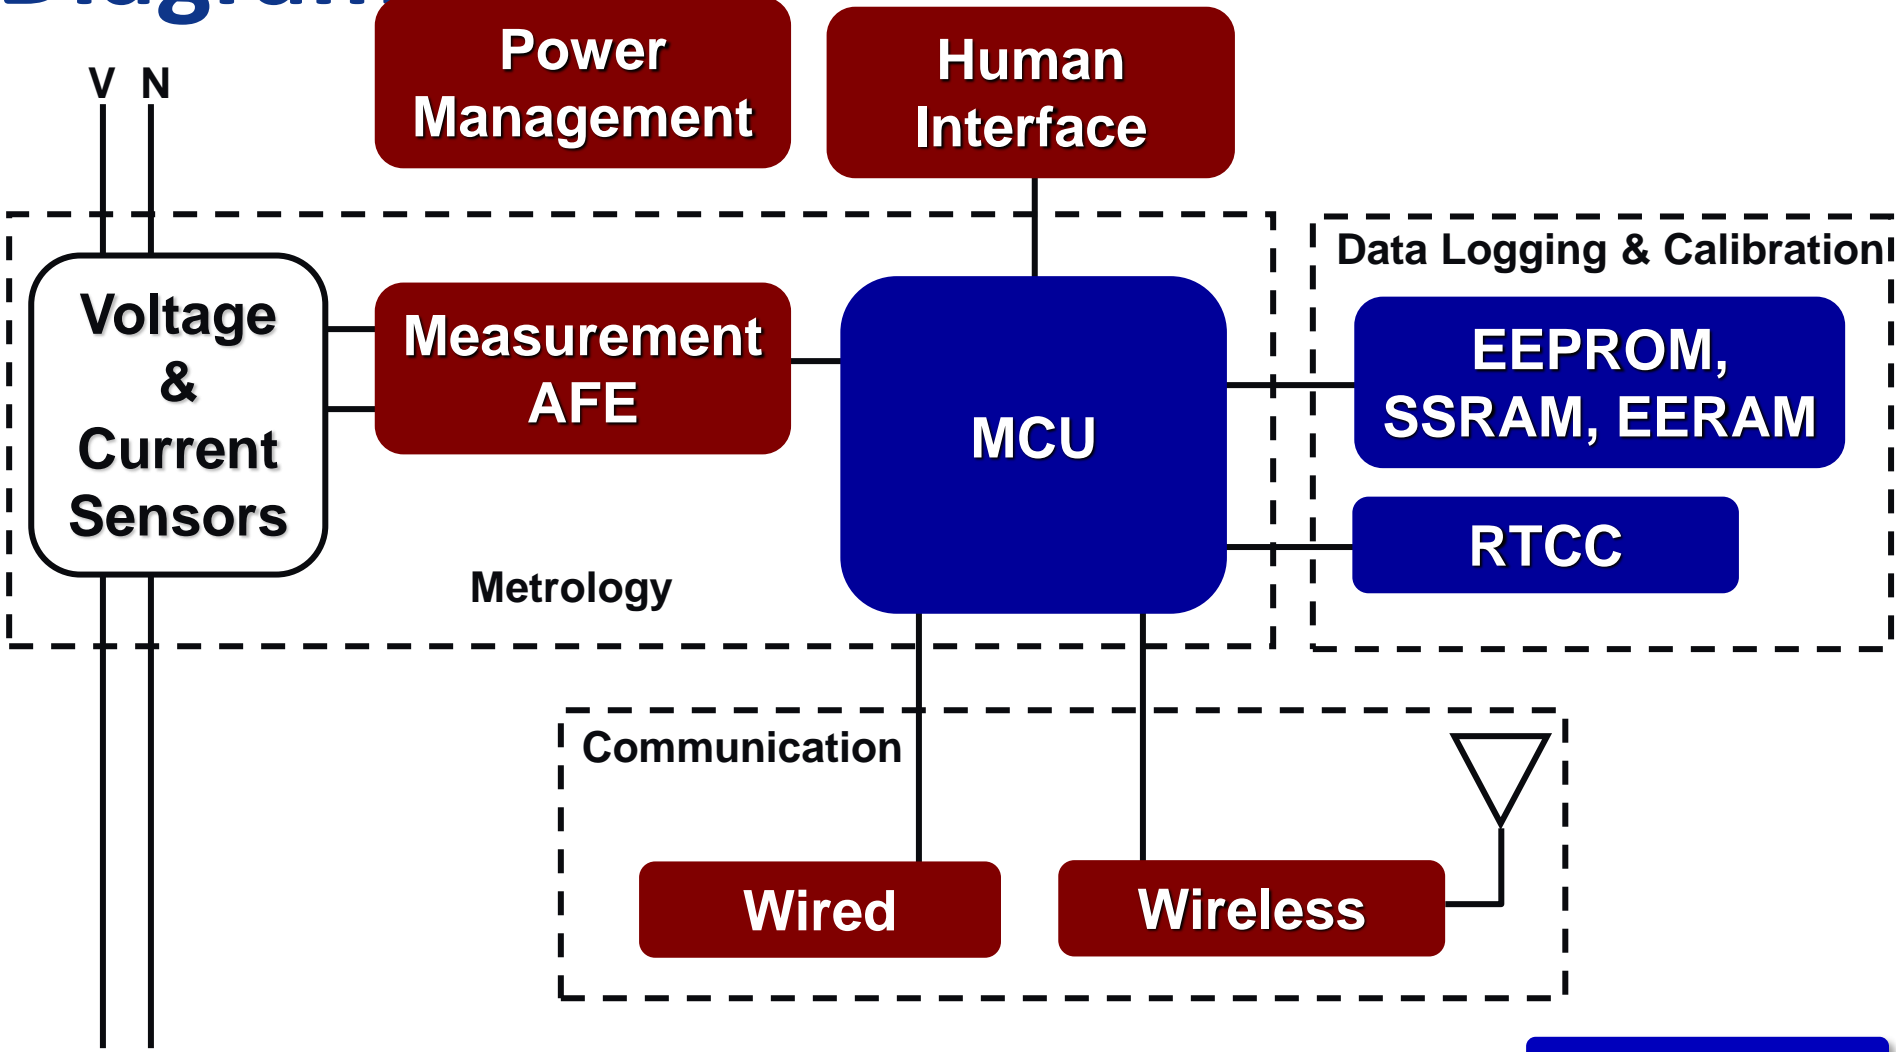 Power
Management
Human
Interface
V N
Data Logging & Calibration
Voltage
&
Current
Sensors
Measurement
AFE
MCU
EEPROM,
SSRAM, EERAM
RTCC
Metrology
Communication
Wired
Wireless